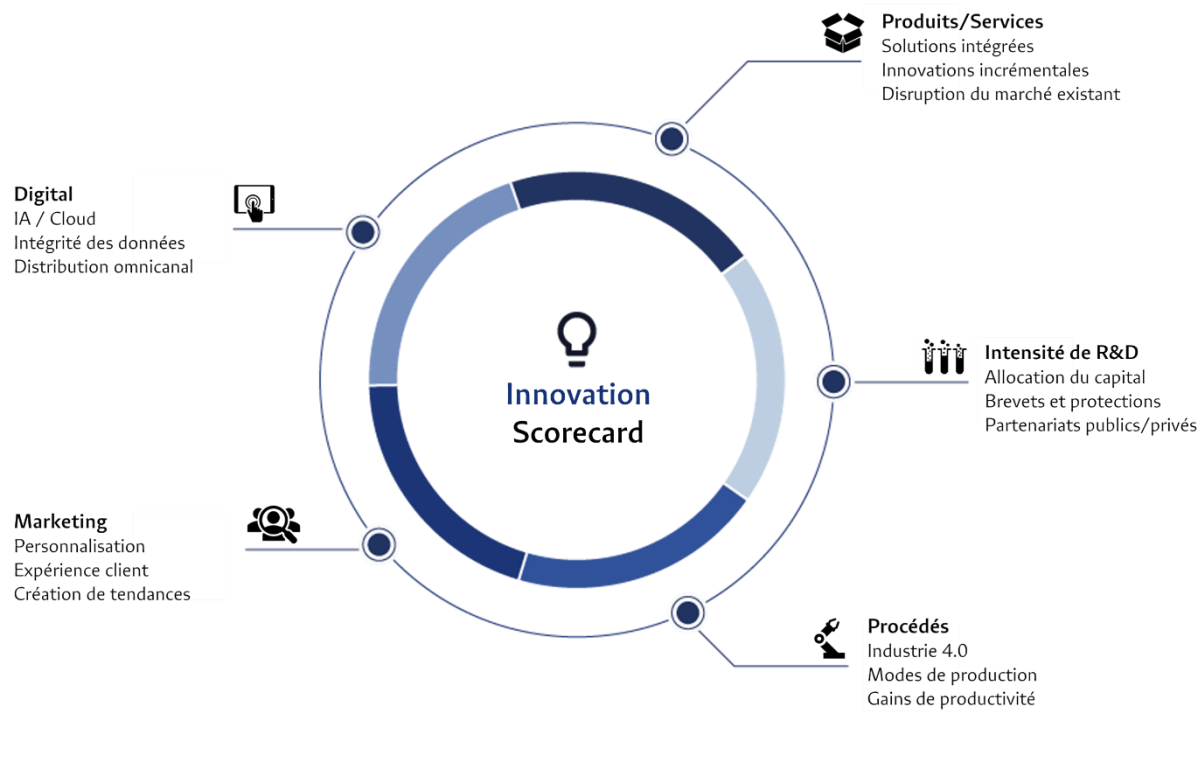 Produits/Services
Solutions intégrées
Innovations incrémentales
Disruption du marché existant
Digital
IA / Cloud
Intégrité des données
Distribution omnicanal
Innovation
Scorecard
Intensité de R&D
Allocation du capital
Brevets et protections
Partenariats publics/privés
Marketing
Personnalisation
Expérience client
Création de tendances
Procédés
Industrie 4.0
Modes de production
Gains de productivité